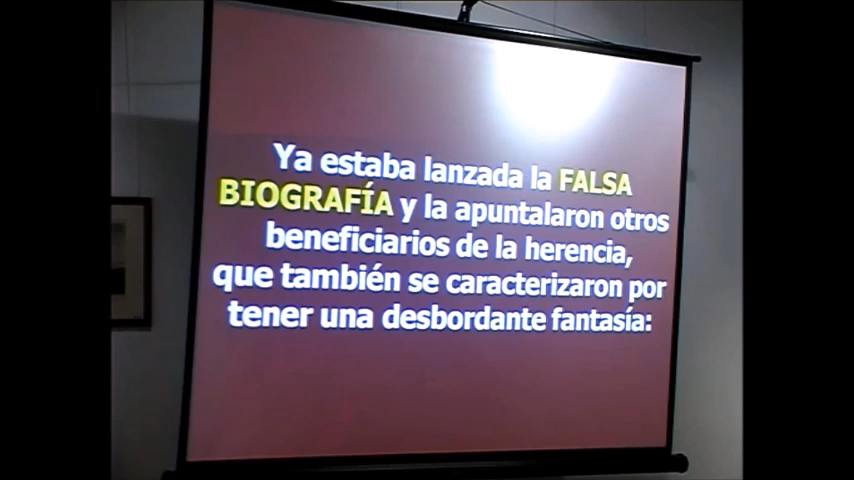 Ya estaba lanzada la FALSA
BIOGRAFÍA y la apuntalaron otros
beneficiarios de la herencia,
que también se caracterizaron por
tener una desbordante fantasía: